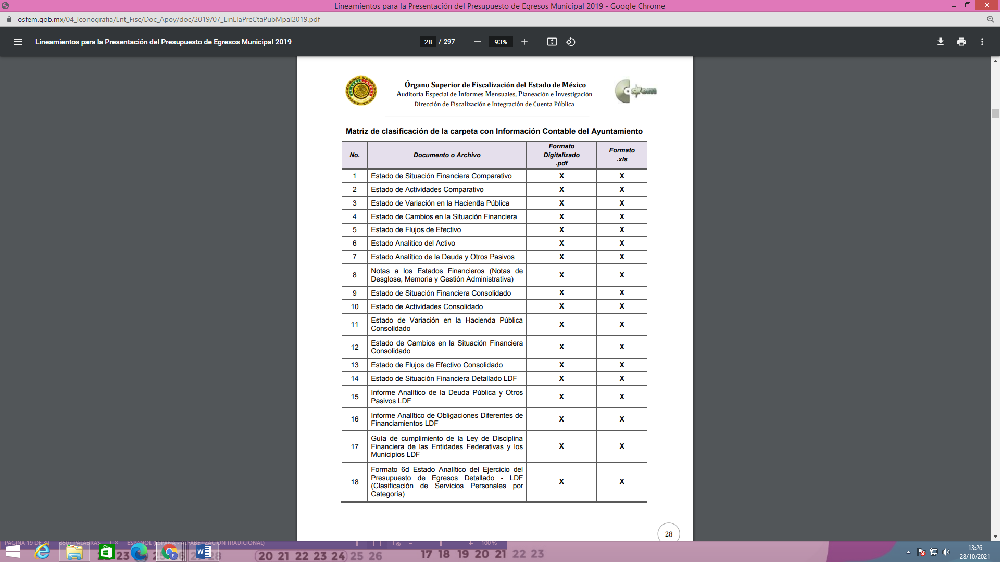 Lineamientos para la Presentación del Presupuesto de Egresos Municipal 2019 - Google Chrome
osfem.gob.mx/04_Iconografia/Ent_Fisc/Doc_Apoy/doc/2019/07_LinElaPreCtaPubMpal2019.pdf
Lineamientos para la Presentación del Presupuesto de Egresos Municipal 2019
28 / 297
93%
Órgano Superior de Fiscalización del Estado de México
Auditoría Especial de Informes Mensuales, Planeación e Investigación
Dirección de Fiscalización e Integración de Cuenta Pública
osfem
Matriz de clasificación de la carpeta con Información Contable del Ayuntamiento
No. Documento o Archivo Formato Digitalizado .pdf Formato .xls
1 Estado de Situación Financiera Comparativo X X
2 Estado de Actividades Comparativo X X
3 Estado de Variación en la Hacienda Pública X X
4 Estado de Cambios en la Situación Financiera X X
5 Estado de Flujos de Efectivo X X
6 Estado Analítico del Activo X X
7 Estado Analítico de la Deuda y Otros Pasivos X X
8 Notas a los Estados Financieros (Notas de
Desglose, Memoria y Gestión Administrativa) X X
9 Estado de Situación Financiera Consolidado X X
10 Estado de Actividades Consolidado X X
11 Estado de Variación en la Hacienda Pública
Consolidado X X
12 Estado de Cambios en la Situación Financiera
Consolidado X X
13 Estado de Flujos de Efectivo Consolidado X X
14 Estado de Situación Financiera Detallado LDF X X
15 Informe Analítico de la Deuda Pública y Otros
Pasivos LDF X X
16 Informe Analítico de Obligaciones Diferentes de
Financiamientos LDF X X
17 Guía de cumplimiento de la Ley de Disciplina
Financiera de las Entidades Federativas y los
Municipios LDF X X
18 Formato 6d Estado Analítico del Ejercicio del
Presupuesto de Egresos Detallado - LDF
(Clasificación de Servicios Personales por
Categoría) X X
28
100 %
20 21 22 23 24 25 26
17 18 19 20 21 22 23
13:26
28/10/2021